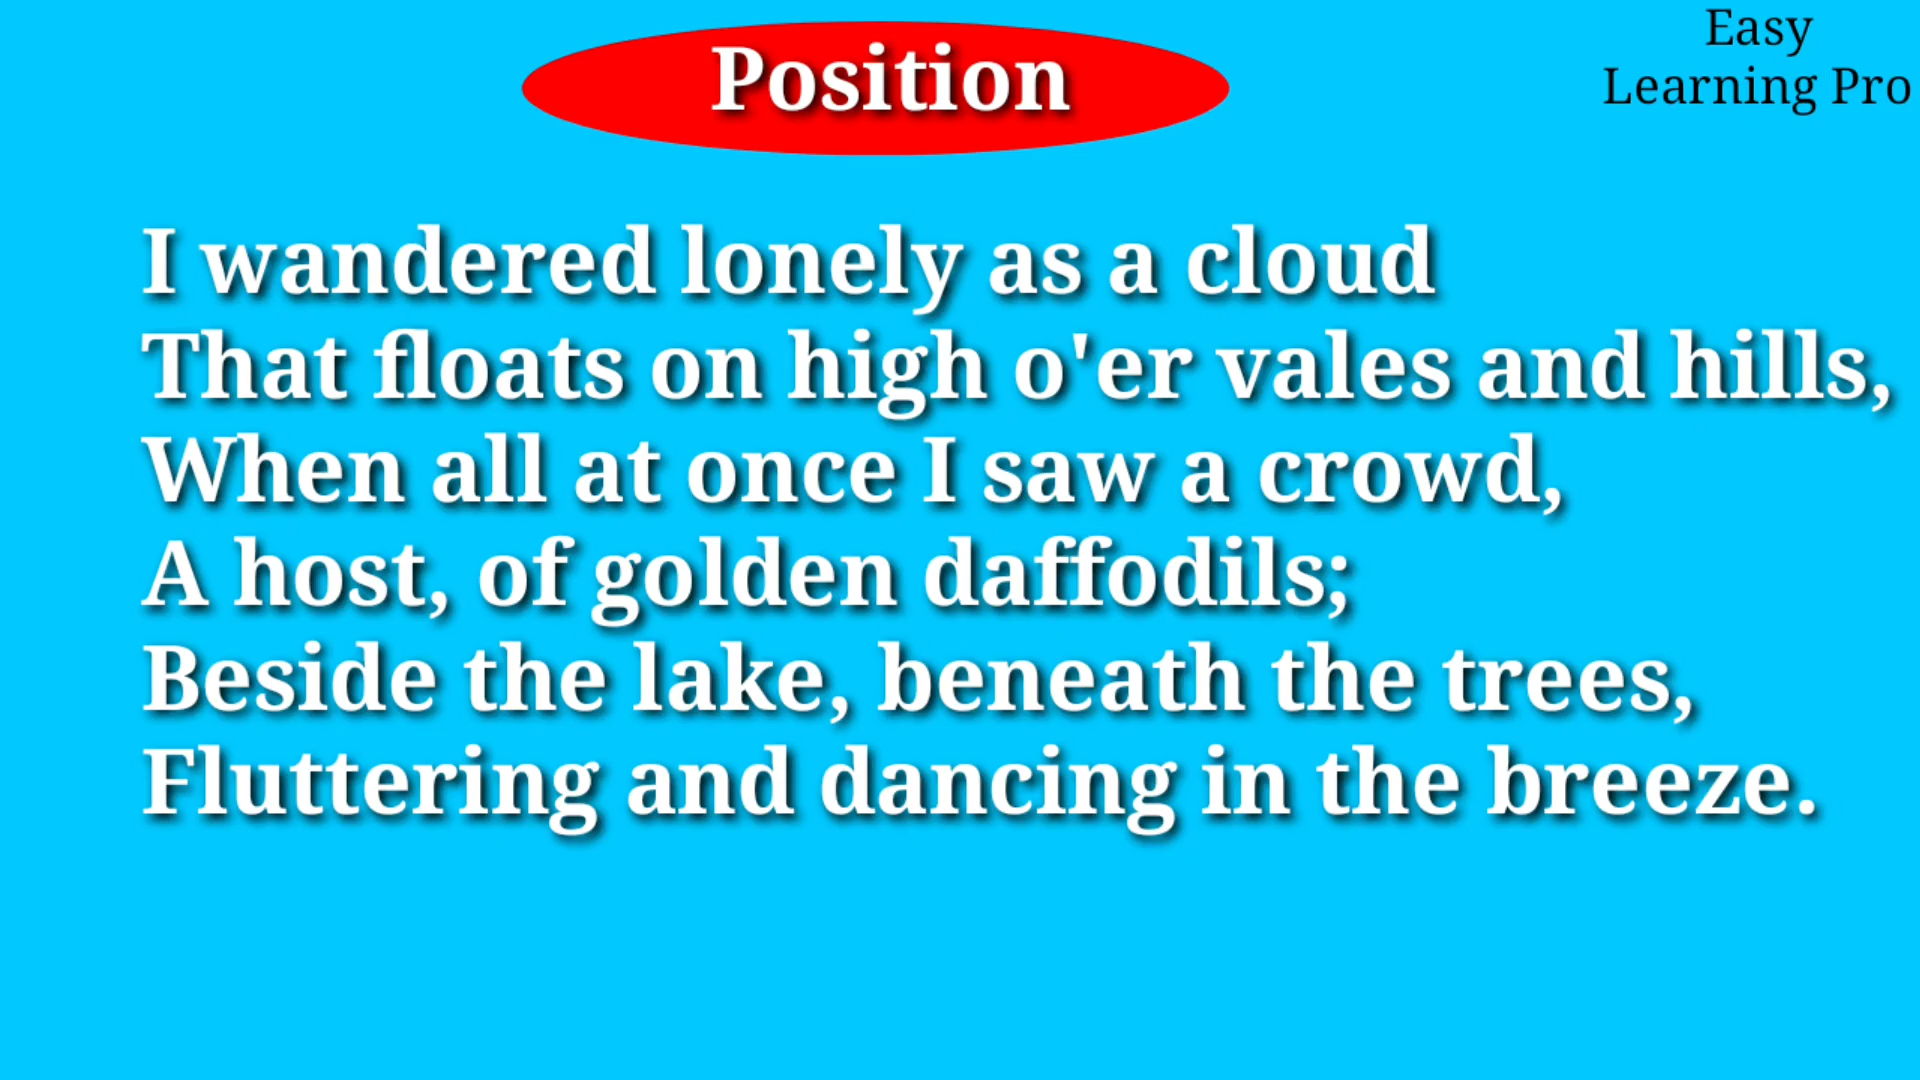 Position
Easy
Learning Pro
I wandered lonely as a cloud
That floats on high o'er vales and hills,
When all at once I saw a crowd,
A host, of golden daffodils;
Beside the lake, beneath the trees,
Fluttering and dancing in the breeze.